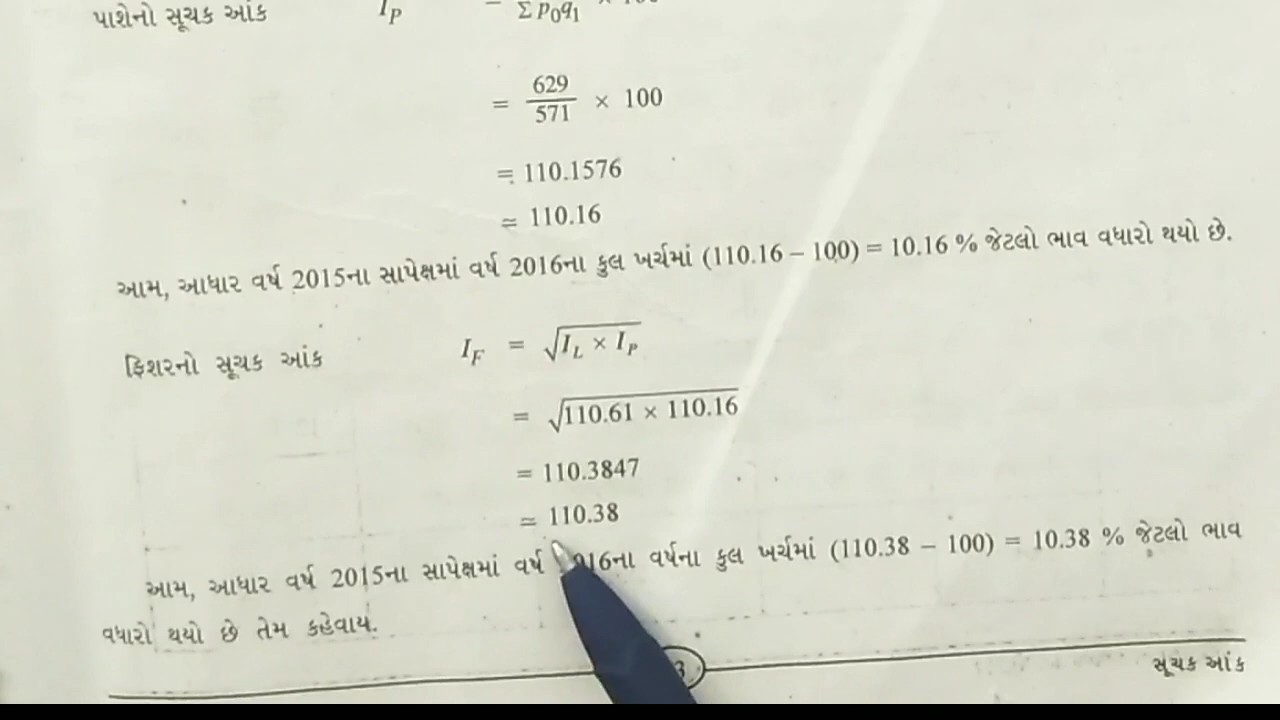 પાશેનો સૂચક આંક I_P = / Σ p₀q₁ × 100
= 629/571 × 100
= 110.1576
≃ 110.16
આમ, આધાર વર્ષ 2015ના સાપેક્ષમાં વર્ષ 2016ના કુલ ખર્ચમાં (110.16 – 100) = 10.16 % જેટલો ભાવ વધારો થયો છે.
ફિશરનો સૂચક આંક I_F = √(I_L × I_P)
= √(110.61 × 110.16)
= 110.3847
≃ 110.38
આમ, આધાર વર્ષ 2015ના સાપેક્ષમાં વર્ષ 2016ના વર્ષના કુલ ખર્ચમાં (110.38 – 100) = 10.38 % જેટલો ભાવ
વધારો થયો છે તેમ કહેવાય.
સૂચક આંક